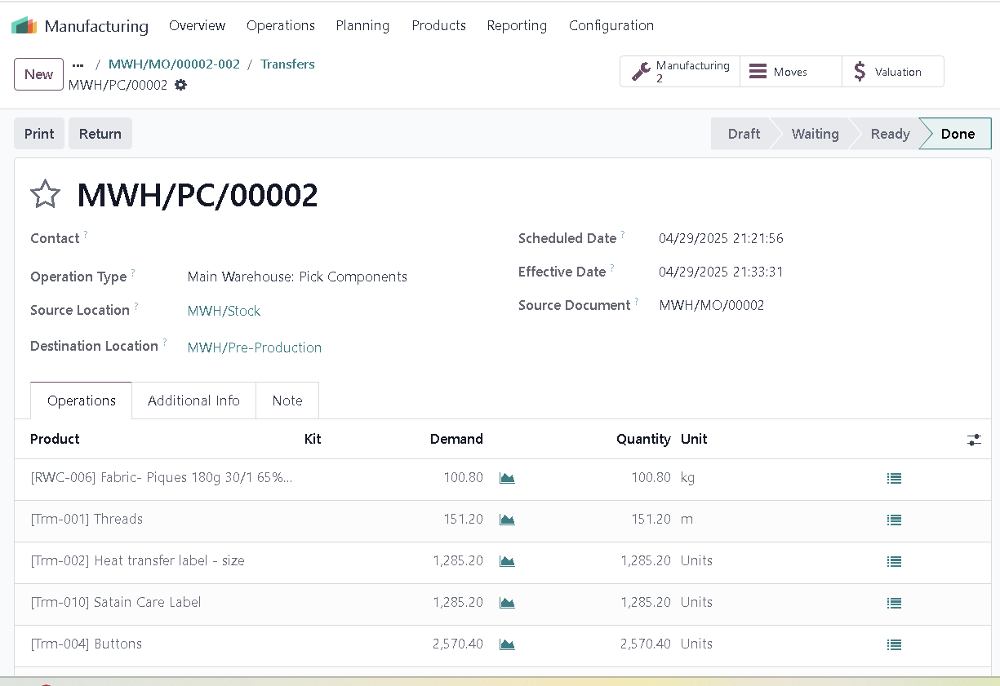 Manufacturing Overview Operations Planning Products Reporting Configuration
New ... / MWH/MO/00002-002 / Transfers
MWH/PC/00002
Manufacturing 2 Moves Valuation
Print Return Draft Waiting Ready Done
MWH/PC/00002
Contact ?
Operation Type ? Main Warehouse: Pick Components
Source Location ? MWH/Stock
Destination Location ? MWH/Pre-Production
Scheduled Date ? 04/29/2025 21:21:56
Effective Date ? 04/29/2025 21:33:31
Source Document ? MWH/MO/00002
Operations Additional Info Note
Product Kit Demand Quantity Unit
[RWC-006] Fabric- Piques 180g 30/1 65%... 100.80 100.80 kg
[Trm-001] Threads 151.20 151.20 m
[Trm-002] Heat transfer label - size 1,285.20 1,285.20 Units
[Trm-010] Satain Care Label 1,285.20 1,285.20 Units
[Trm-004] Buttons 2,570.40 2,570.40 Units